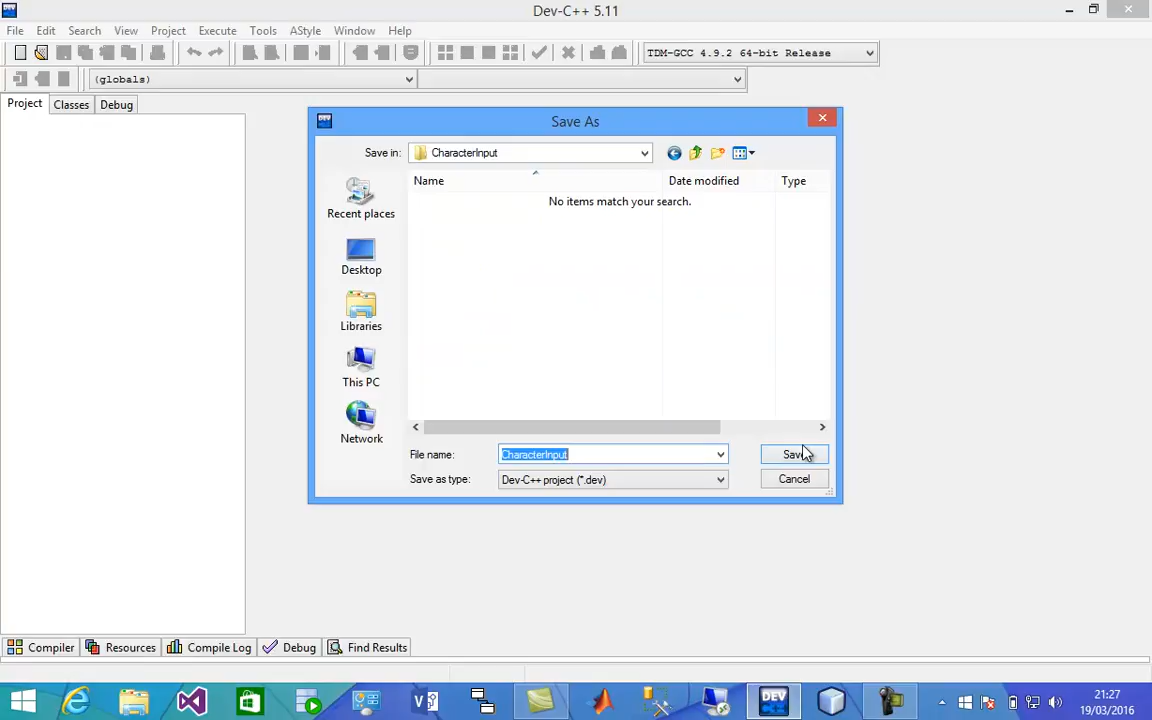 Dev-C++ 5.11
File Edit Search View Project Execute Tools AStyle Window Help
TDM-GCC 4.9.2 64-bit Release
(globals)
Project Classes Debug
DEV Save As
Save in: CharacterInput
Name Date modified Type
No items match your search.
Recent places
Desktop
Libraries
This PC
Network
File name: CharacterInput Save
Save as type: Dev-C++ project (*.dev) Cancel
Compiler Resources Compile Log Debug Find Results
DEV
21:27
19/03/2016